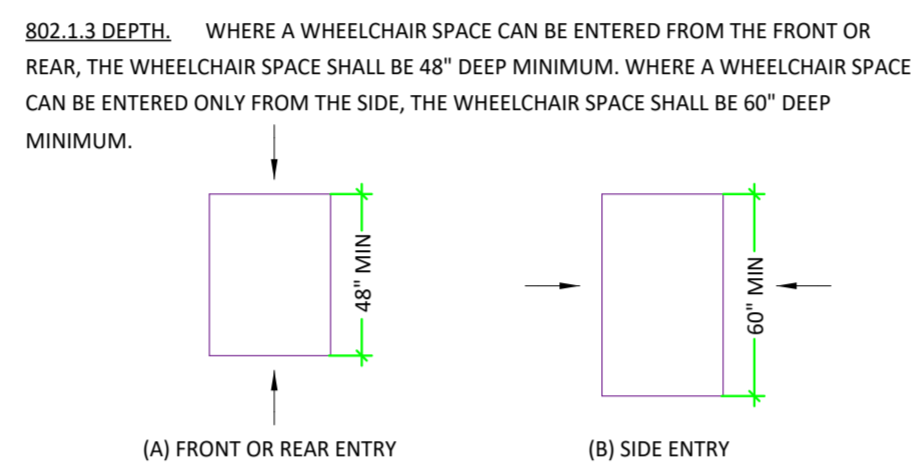 802.1.3 DEPTH. WHERE A WHEELCHAIR SPACE CAN BE ENTERED FROM THE FRONT OR
REAR, THE WHEELCHAIR SPACE SHALL BE 48" DEEP MINIMUM. WHERE A WHEELCHAIR SPACE
CAN BE ENTERED ONLY FROM THE SIDE, THE WHEELCHAIR SPACE SHALL BE 60" DEEP
MINIMUM.
48" MIN
60" MIN
(A) FRONT OR REAR ENTRY
(B) SIDE ENTRY